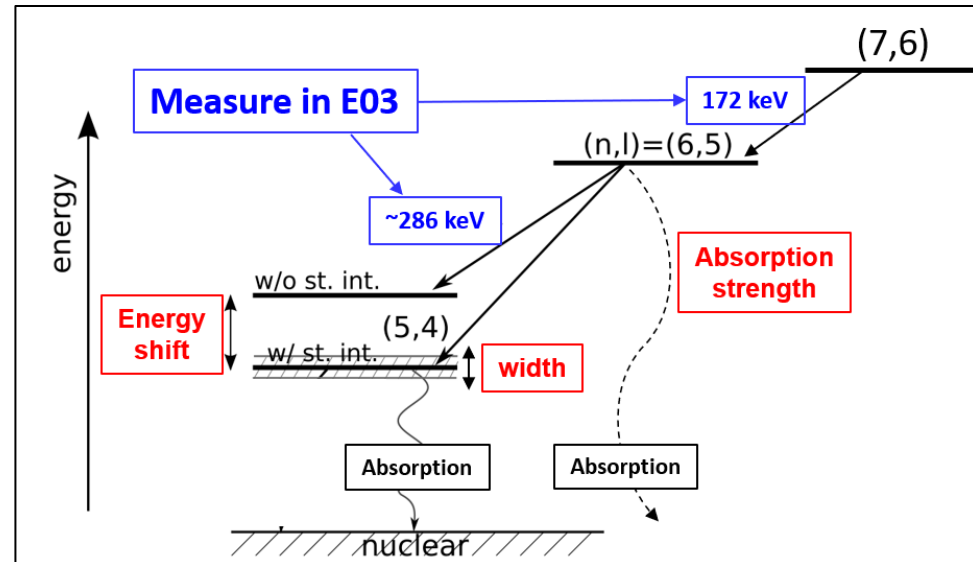 (7,6)
Measure in E03
172 keV
(n,l)=(6,5)
~286 keV
energy
Absorption
strength
w/o st. int.
Energy
shift
(5,4)
w/ st. int.
width
Absorption
Absorption
nuclear